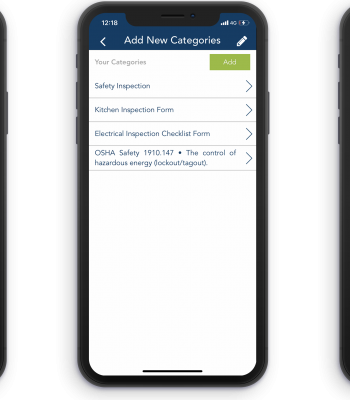 12:18
4G
Add New Categories
Your Categories
Add
Safety Inspection
Kitchen Inspection Form
Electrical Inspection Checklist Form
OSHA Safety 1910.147 • The control of
hazardous energy (lockout/tagout).